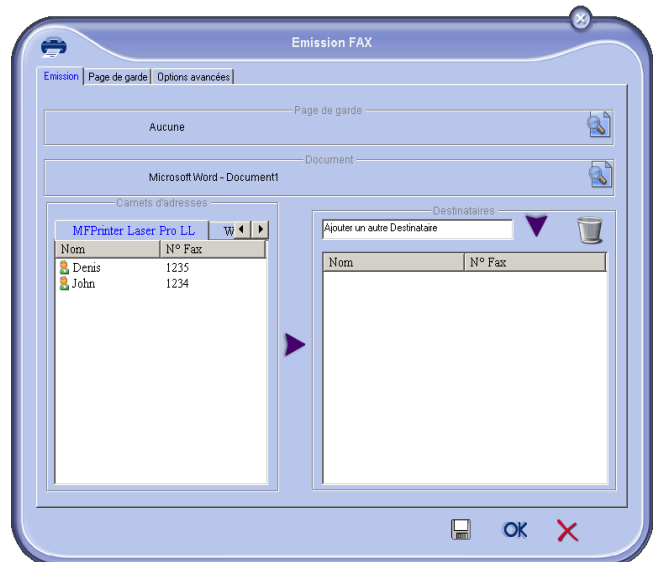 Emission FAX
Emission Page de garde Options avancées
Page de garde
Aucune
Document
Microsoft Word - Document1
Carnets d'adresses
MFPrinter Laser Pro LL W
Nom N° Fax
Denis 1235
John 1234
Destinataires
Ajouter un autre Destinataire
Nom N° Fax
OK